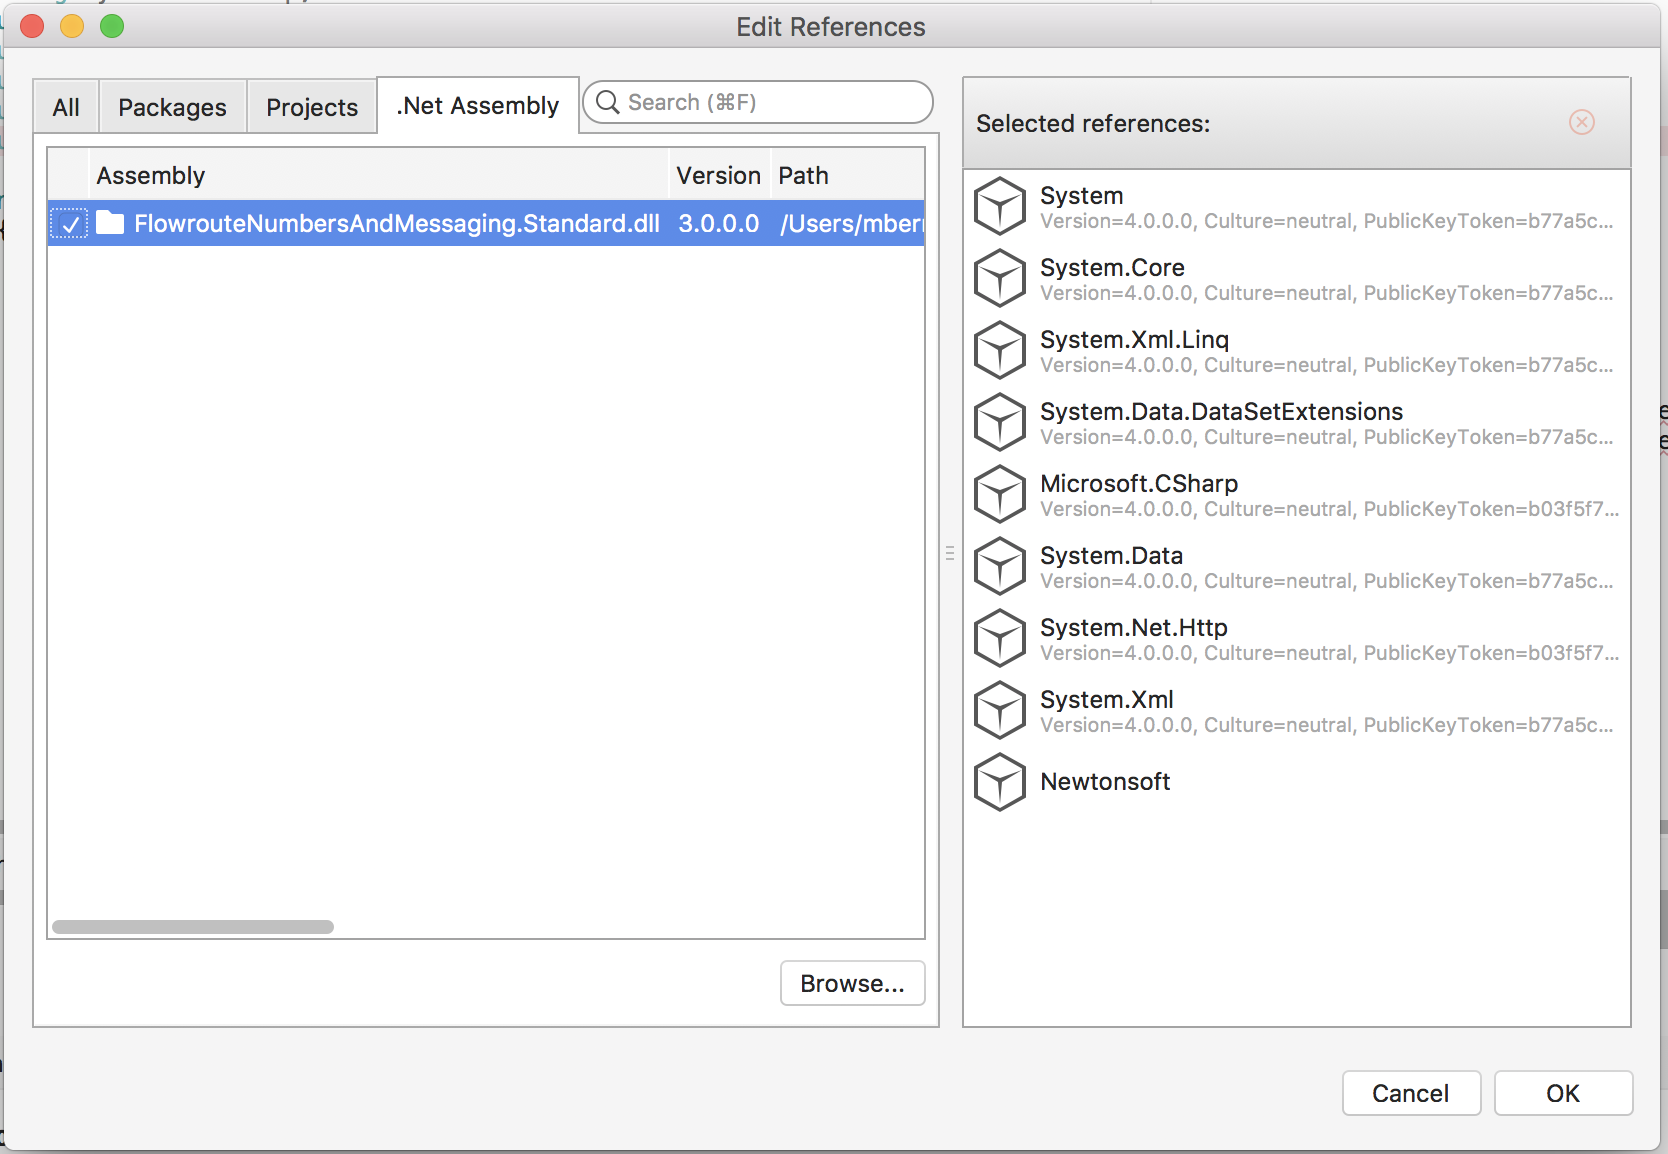 Edit References
All
Packages
Projects
.Net Assembly
Search (⌘F)
Assembly Version Path
FlowrouteNumbersAndMessaging.Standard.dll 3.0.0.0 /Users/mberr
Browse...
Selected references:
System
Version=4.0.0.0, Culture=neutral, PublicKeyToken=b77a5c...
System.Core
Version=4.0.0.0, Culture=neutral, PublicKeyToken=b77a5c...
System.Xml.Linq
Version=4.0.0.0, Culture=neutral, PublicKeyToken=b77a5c...
System.Data.DataSetExtensions
Version=4.0.0.0, Culture=neutral, PublicKeyToken=b77a5c...
Microsoft.CSharp
Version=4.0.0.0, Culture=neutral, PublicKeyToken=b03f5f7...
System.Data
Version=4.0.0.0, Culture=neutral, PublicKeyToken=b77a5c...
System.Net.Http
Version=4.0.0.0, Culture=neutral, PublicKeyToken=b03f5f7...
System.Xml
Version=4.0.0.0, Culture=neutral, PublicKeyToken=b77a5c...
Newtonsoft
Cancel
OK